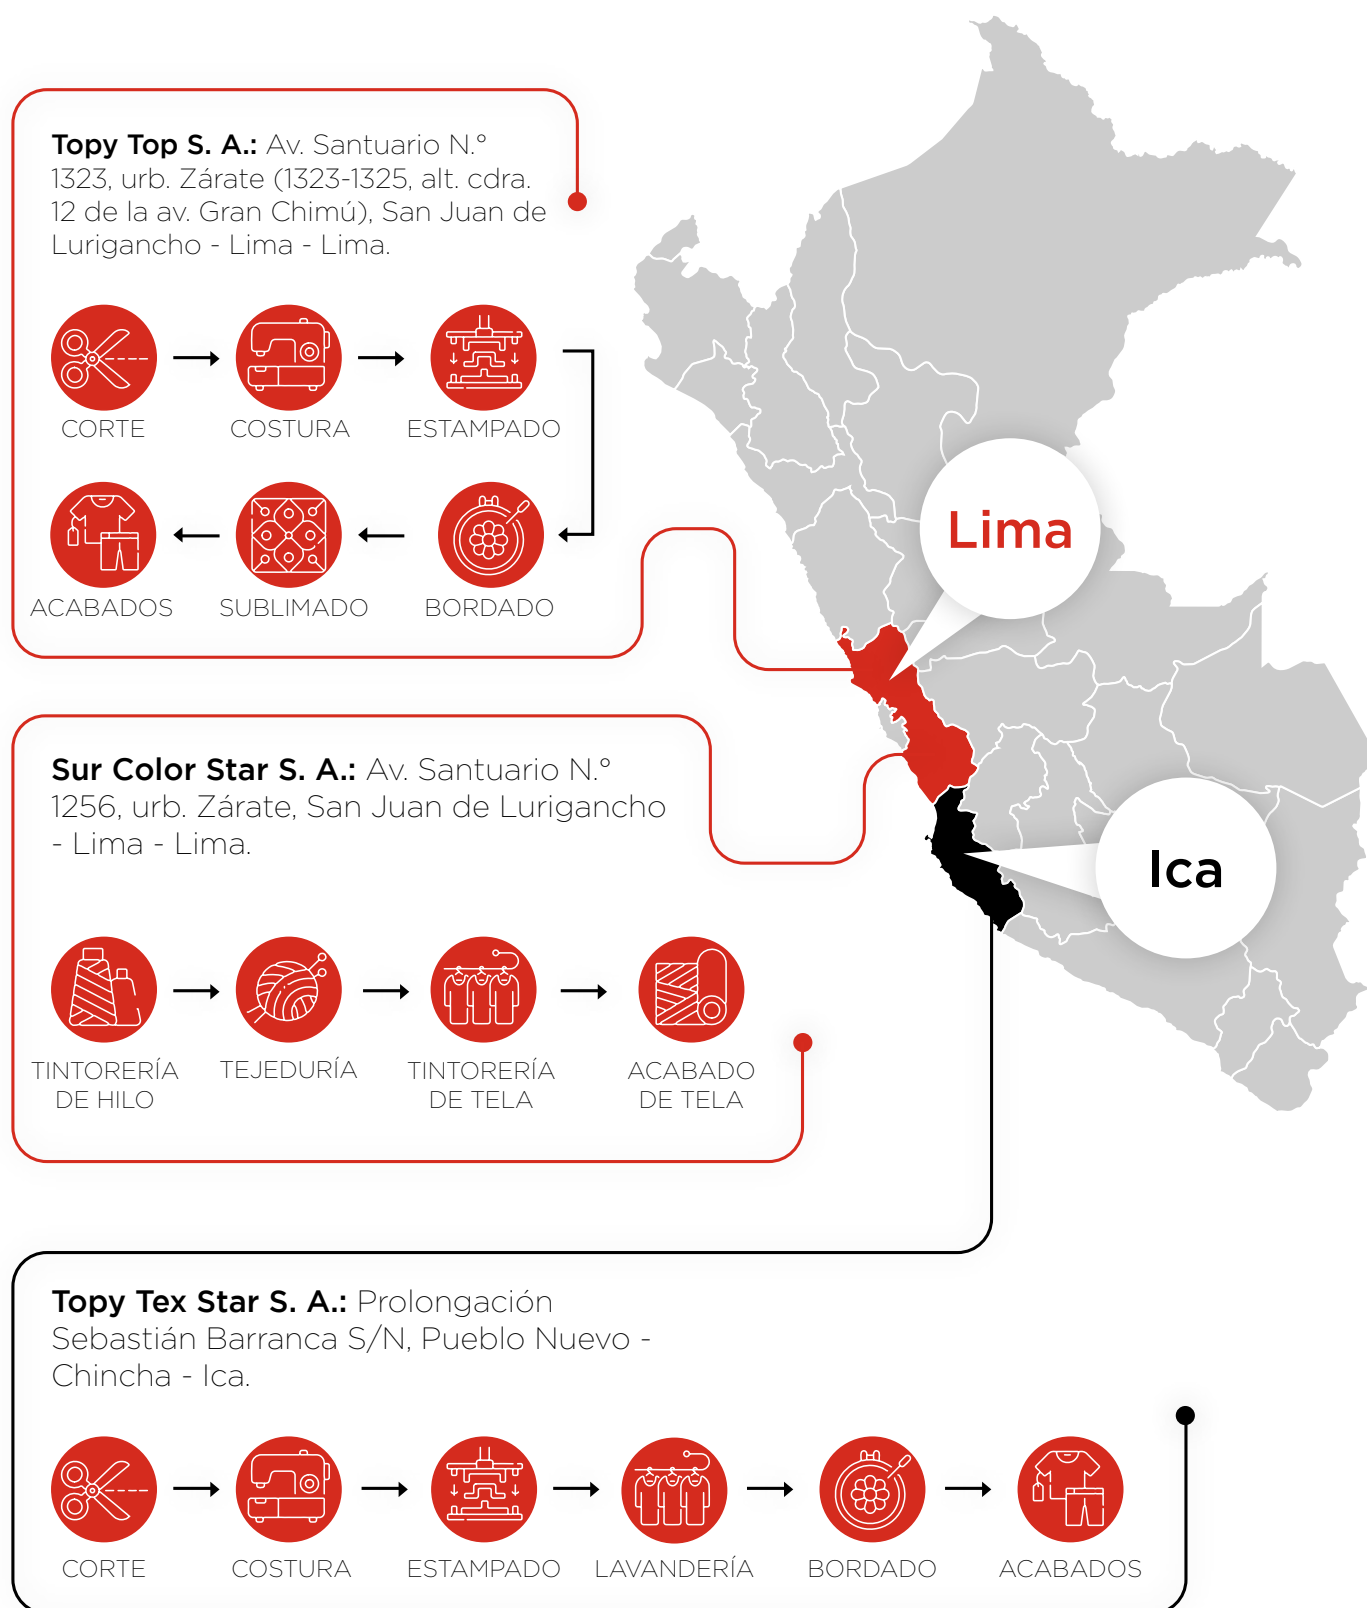 Topy Top S. A.: Av. Santuario N.°
1323, urb. Zárate (1323-1325, alt. cdra.
12 de la av. Gran Chimú), San Juan de
Lurigancho - Lima - Lima.
CORTE
COSTURA
ESTAMPADO
ACABADOS
SUBLIMADO
BORDADO
Lima
Sur Color Star S. A.: Av. Santuario N.°
1256, urb. Zárate, San Juan de Lurigancho
- Lima - Lima.
Ica
TINTORERÍA
DE HILO
TEJEDURÍA
TINTORERÍA
DE TELA
ACABADO
DE TELA
Topy Tex Star S. A.: Prolongación
Sebastián Barranca S/N, Pueblo Nuevo -
Chincha - Ica.
CORTE
COSTURA
ESTAMPADO
LAVANDERÍA
BORDADO
ACABADOS